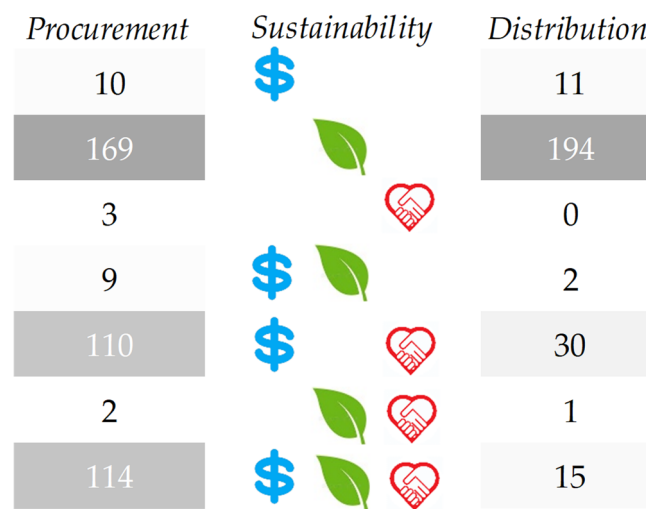 Procurement Sustainability Distribution
10 $ 11
169 194
3 0
9 $ 2
110 $ 30
2 1
114 $ 15